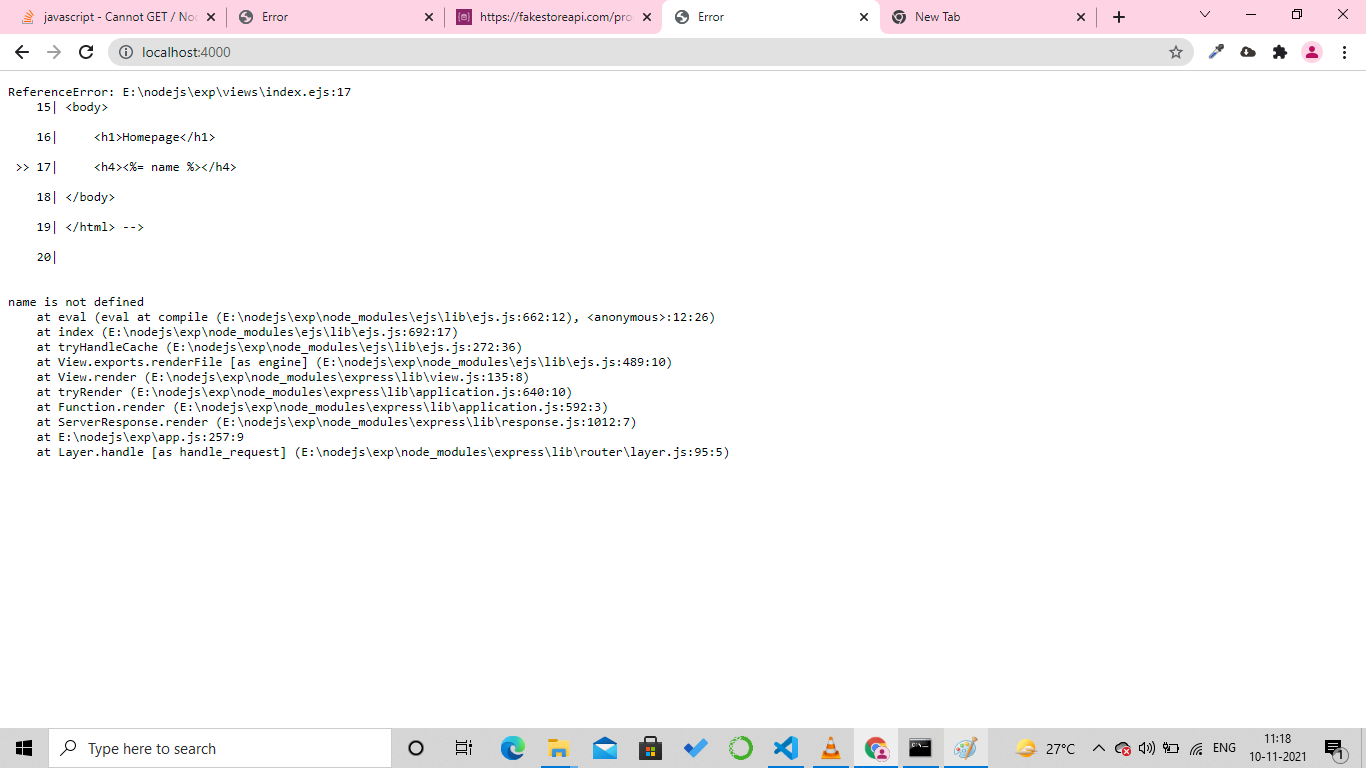 javascript - Cannot GET / No
Error
https://fakestoreapi.com/pro
Error
New Tab
localhost:4000
ReferenceError: E:\nodejs\exp\views\index.ejs:17
15| <body>
16| <h1>Homepage</h1>
>> 17| <h4><%= name %></h4>
18| </body>
19| </html> -->
20|
name is not defined
at eval (eval at compile (E:\nodejs\exp\node_modules\ejs\lib\ejs.js:662:12), <anonymous>:12:26)
at index (E:\nodejs\exp\node_modules\ejs\lib\ejs.js:692:17)
at tryHandleCache (E:\nodejs\exp\node_modules\ejs\lib\ejs.js:272:36)
at View.exports.renderFile [as engine] (E:\nodejs\exp\node_modules\ejs\lib\ejs.js:489:10)
at View.render (E:\nodejs\exp\node_modules\express\lib\view.js:135:8)
at tryRender (E:\nodejs\exp\node_modules\express\lib\application.js:640:10)
at Function.render (E:\nodejs\exp\node_modules\express\lib\application.js:592:3)
at ServerResponse.render (E:\nodejs\exp\node_modules\express\lib\response.js:1012:7)
at E:\nodejs\exp\app.js:257:9
at Layer.handle [as handle_request] (E:\nodejs\exp\node_modules\express\lib\router\layer.js:95:5)
Type here to search
27°C
ENG
11:18
10-11-2021
1